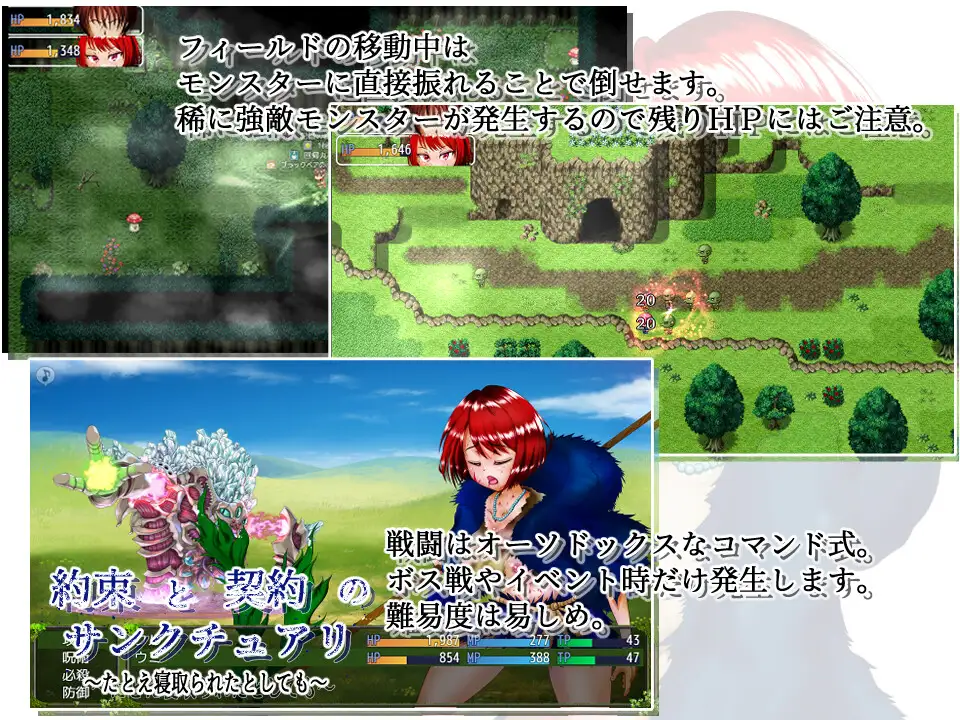 HP 1,834
HP 1,348
フィールドの移動中は
モンスターに直接振れることで倒せます。
稀に強敵モンスターが発生するので残りＨＰにはご注意。
HP 1,646
20
20
戦闘はオーソドックスなコマンド式。
ボス戦やイベント時だけ発生します。
難易度は易しめ。
約束 と 契約 の
サンクチュアリ
～たとえ寝取られたとしても～
HP 1,987 MP 277 TP 43
HP 854 MP 388 TP 47
呪術
必殺
防御